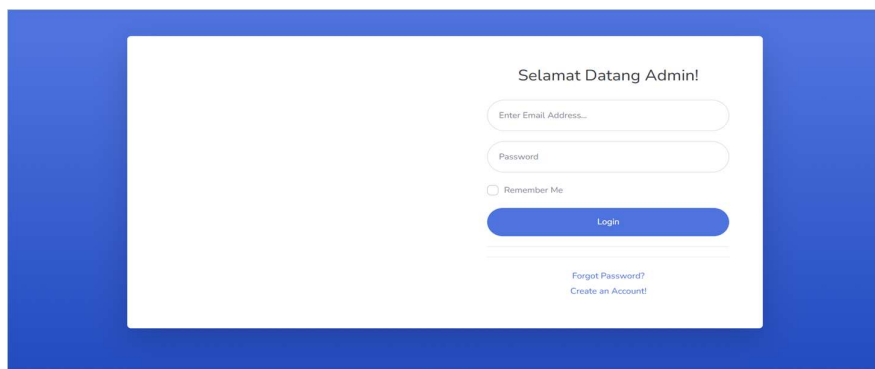 Selamat Datang Admin!
Enter Email Address...
Password
Remember Me
Login
Forgot Password?
Create an Account!